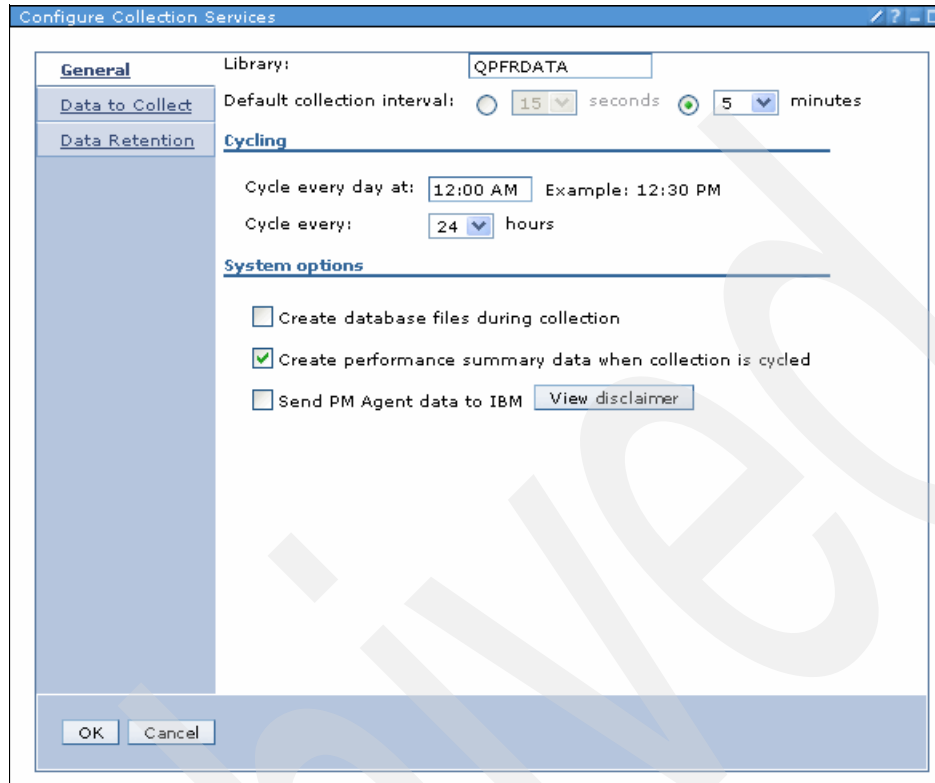 Configure Collection Services
General
Data to Collect
Data Retention
Library: QPFRDATA
Default collection interval: 15 seconds 5 minutes
Cycling
Cycle every day at: 12:00 AM Example: 12:30 PM
Cycle every: 24 hours
System options
Create database files during collection
Create performance summary data when collection is cycled
Send PM Agent data to IBM View disclaimer
OK Cancel